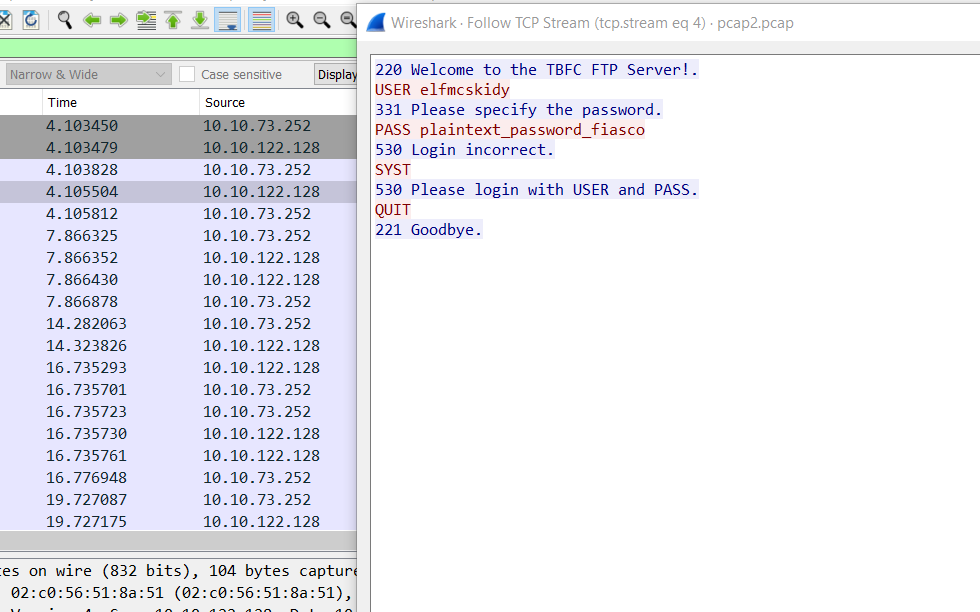 Wireshark · Follow TCP Stream (tcp.stream eq 4) · pcap2.pcap
Narrow & Wide Case sensitive Display
Time Source
4.103450 10.10.73.252
4.103479 10.10.122.128
4.103828 10.10.73.252
4.105504 10.10.122.128
4.105812 10.10.73.252
7.866325 10.10.73.252
7.866352 10.10.122.128
7.866430 10.10.122.128
7.866878 10.10.73.252
14.282063 10.10.73.252
14.323826 10.10.122.128
16.735293 10.10.122.128
16.735701 10.10.73.252
16.735723 10.10.73.252
16.735730 10.10.122.128
16.735761 10.10.122.128
16.776948 10.10.73.252
19.727087 10.10.73.252
19.727175 10.10.122.128
es on wire (832 bits), 104 bytes capture
02:c0:56:51:8a:51 (02:c0:56:51:8a:51),
220 Welcome to the TBFC FTP Server!.
USER elfmcskidy
331 Please specify the password.
PASS plaintext_password_fiasco
530 Login incorrect.
SYST
530 Please login with USER and PASS.
QUIT
221 Goodbye.